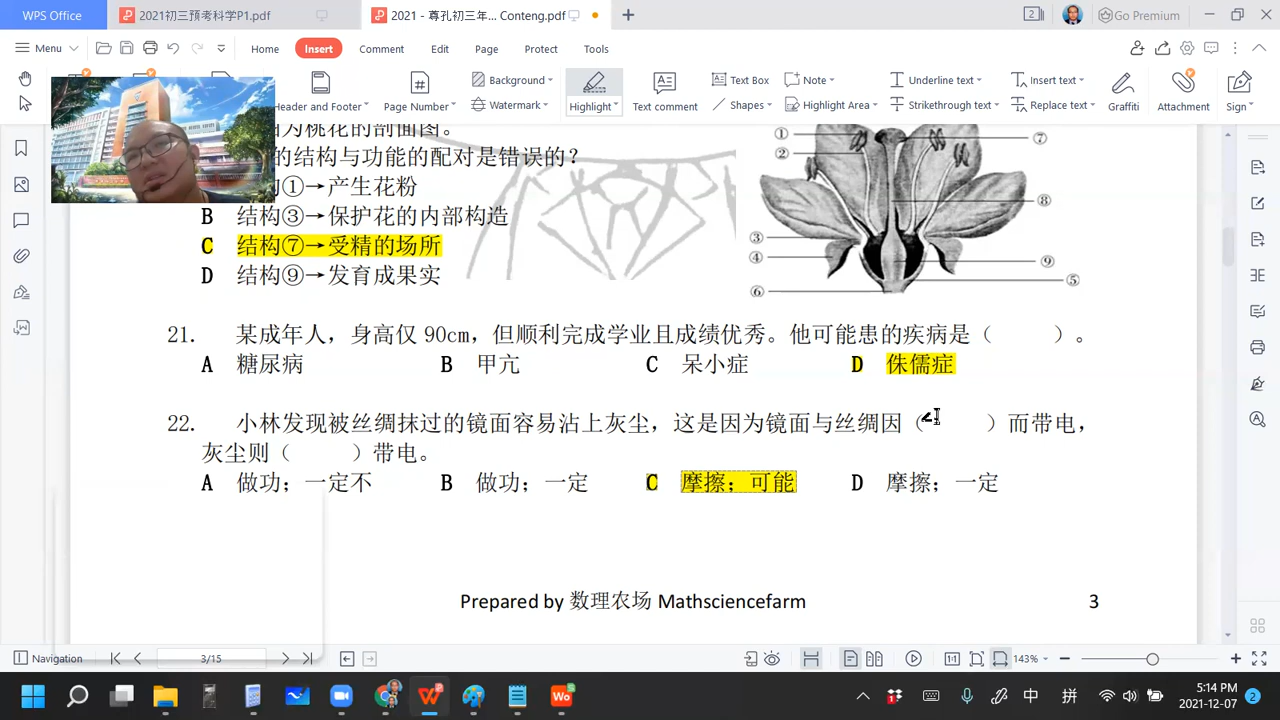 WPS Office
2021初三预考科学P1.pdf
2021 - 尊孔初三年... Conteng.pdf
2
Go Premium
Menu
Home
Insert
Comment
Edit
Page
Protect
Tools
Header and Footer
Page Number
Background
Watermark
Highlight
Text comment
Text Box
Shapes
Note
Highlight Area
Underline text
Strikethrough text
Insert text
Replace text
Graffiti
Attachment
Sign
为桃花的剖面图。
的结构与功能的配对是错误的？
①→产生花粉
B 结构③→保护花的内部构造
C 结构⑦→受精的场所
D 结构⑨→发育成果实
① ② ③ ④ ⑥ ⑦ ⑧ ⑨ ⑤
21. 某成年人，身高仅 90cm，但顺利完成学业且成绩优秀。他可能患的疾病是（ ）。
A 糖尿病 B 甲亢 C 呆小症 D 侏儒症
22. 小林发现被丝绸抹过的镜面容易沾上灰尘，这是因为镜面与丝绸因（ ）而带电，
灰尘则（ ）带电。
A 做功；一定不 B 做功；一定 C 摩擦；可能 D 摩擦；一定
Prepared by 数理农场 Mathsciencefarm 3
Navigation
3/15
143%
中
拼
5:14 PM
2021-12-07
2